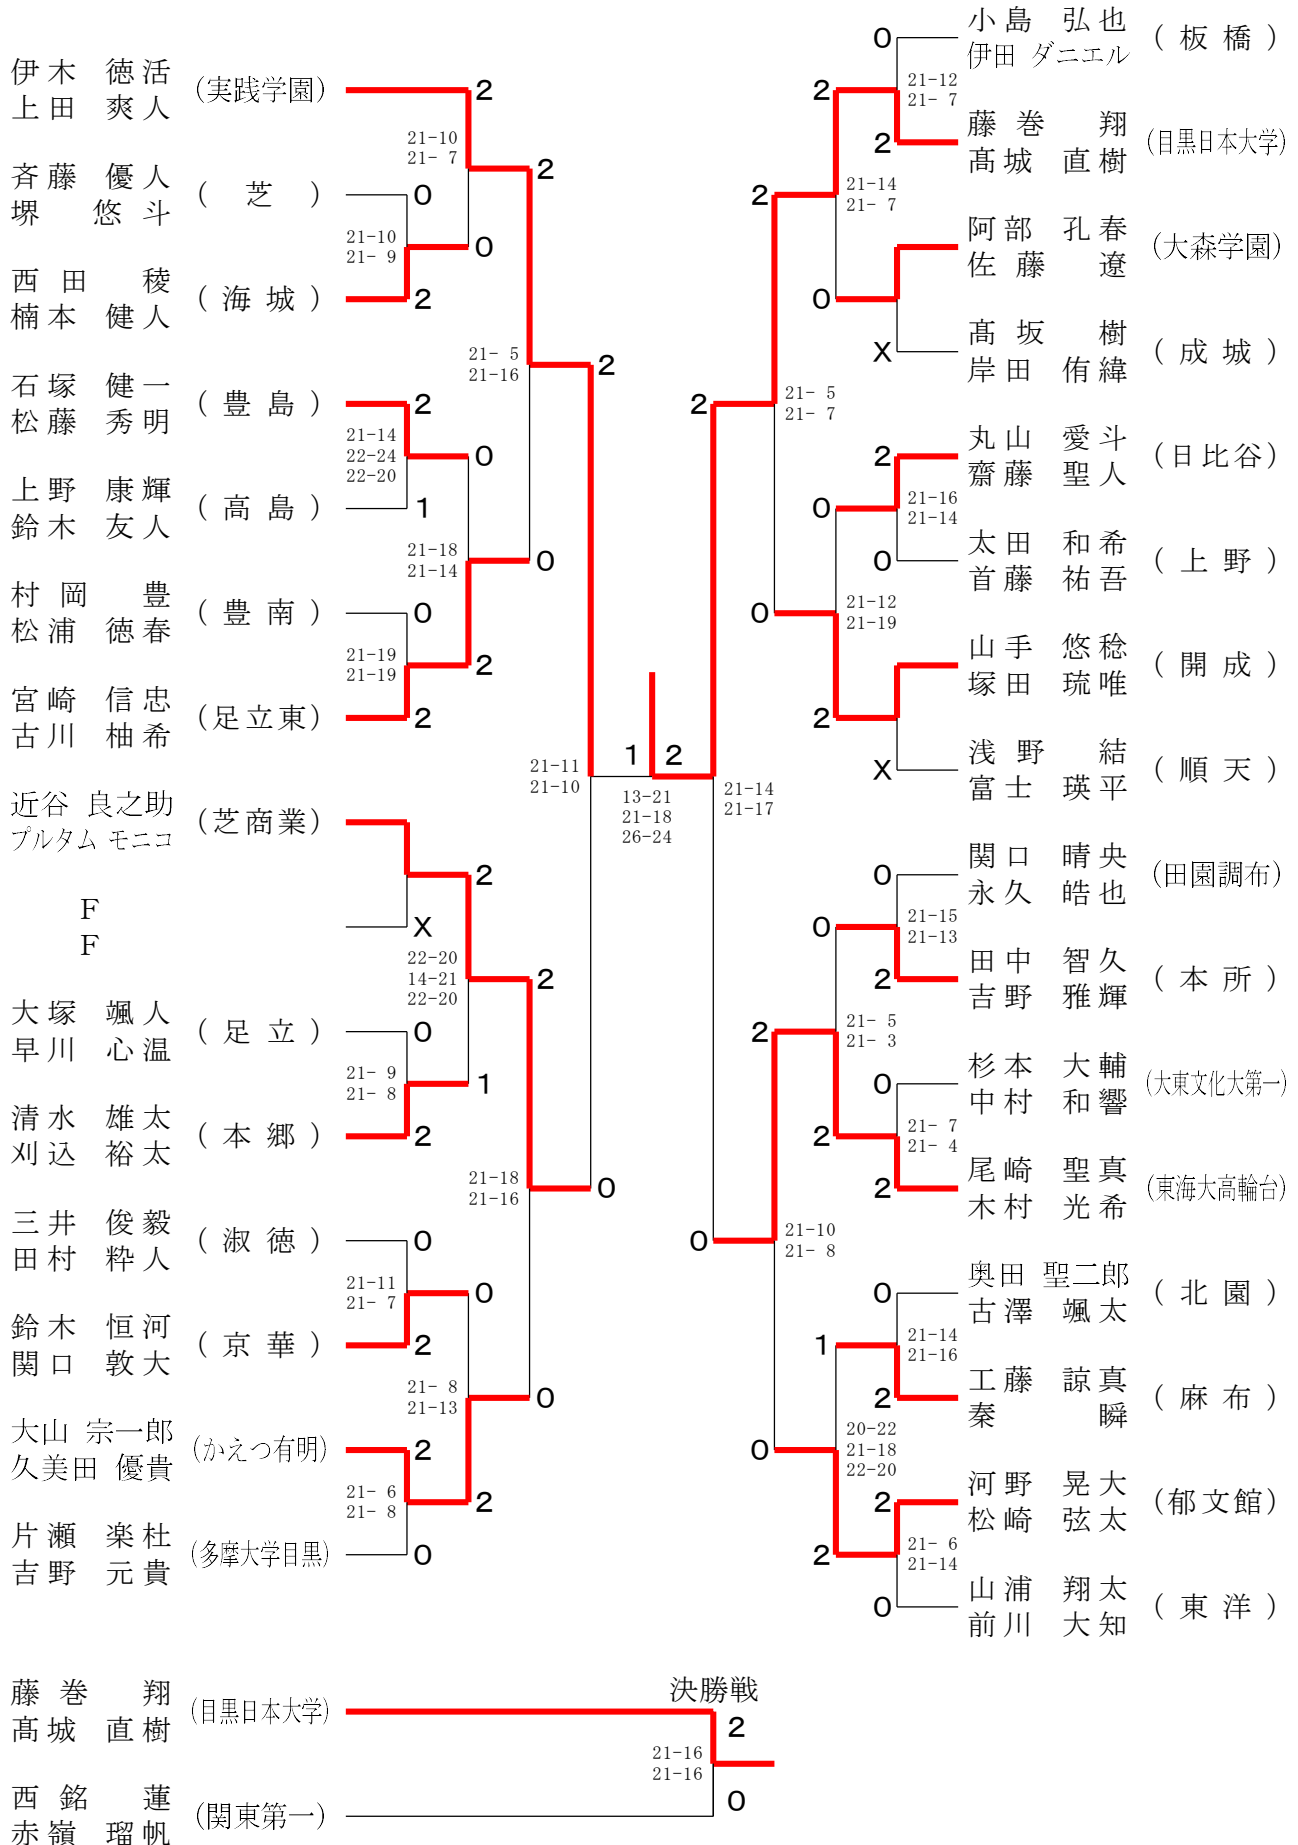 伊木 徳活
上田 爽人
(実践学園)
2
21-10
21- 7
2
斉藤 優人
堺 悠斗
( 芝 )
0
21-10
21- 9
0
西田 稜
楠本 健人
( 海城 )
2
21- 5
21-16
2
石塚 健一
松藤 秀明
( 豊島 )
2
21-14
22-24
22-20
0
上野 康輝
鈴木 友人
( 高島 )
1
21-18
21-14
0
村岡 豊
松浦 徳春
( 豊南 )
0
21-19
21-19
2
宮崎 信忠
古川 柚希
(足立東)
2
21-11
21-10
近谷 良之助
プルタム モニコ
(芝商業)
2
F
F
X
22-20
14-21
22-20
2
大塚 颯人
早川 心温
( 足立 )
0
21- 9
21- 8
1
清水 雄太
刈込 裕太
( 本郷 )
2
21-18
21-16
0
三井 俊毅
田村 粋人
( 淑徳 )
0
21-11
21- 7
0
鈴木 恒河
関口 敦大
( 京華 )
2
21- 8
21-13
0
大山 宗一郎
久美田 優貴
(かえつ有明)
2
21- 6
21- 8
2
片瀬 楽杜
吉野 元貴
(多摩大学目黒)
0
1
2
13-21
21-18
26-24
小島 弘也
伊田 ダニエル
( 板橋 )
0
21-12
21- 7
2
藤巻 翔
髙城 直樹
(目黒日本大学)
2
21-14
21- 7
2
阿部 孔春
佐藤 遼
(大森学園)
0
髙坂 樹
岸田 侑緯
( 成城 )
X
21- 5
21- 7
2
丸山 愛斗
齋藤 聖人
(日比谷)
2
21-16
21-14
0
太田 和希
首藤 祐吾
( 上野 )
0
21-12
21-19
0
山手 悠稔
塚田 琉唯
( 開成 )
2
浅野 結
富士 瑛平
( 順天 )
X
21-14
21-17
関口 晴央
永久 皓也
(田園調布)
0
21-15
21-13
0
田中 智久
吉野 雅輝
( 本所 )
2
21- 5
21- 3
2
杉本 大輔
中村 和響
(大東文化大第一)
0
21- 7
21- 4
2
尾崎 聖真
木村 光希
(東海大高輪台)
2
21-10
21- 8
0
奥田 聖二郎
古澤 颯太
( 北園 )
0
21-14
21-16
1
工藤 諒真
秦 瞬
( 麻布 )
2
20-22
21-18
22-20
0
河野 晃大
松崎 弦太
(郁文館)
2
21- 6
21-14
2
山浦 翔太
前川 大知
( 東洋 )
0
決勝戦
藤巻 翔
髙城 直樹
(目黒日本大学)
2
21-16
21-16
西銘 蓮
赤嶺 瑠帆
(関東第一)
0